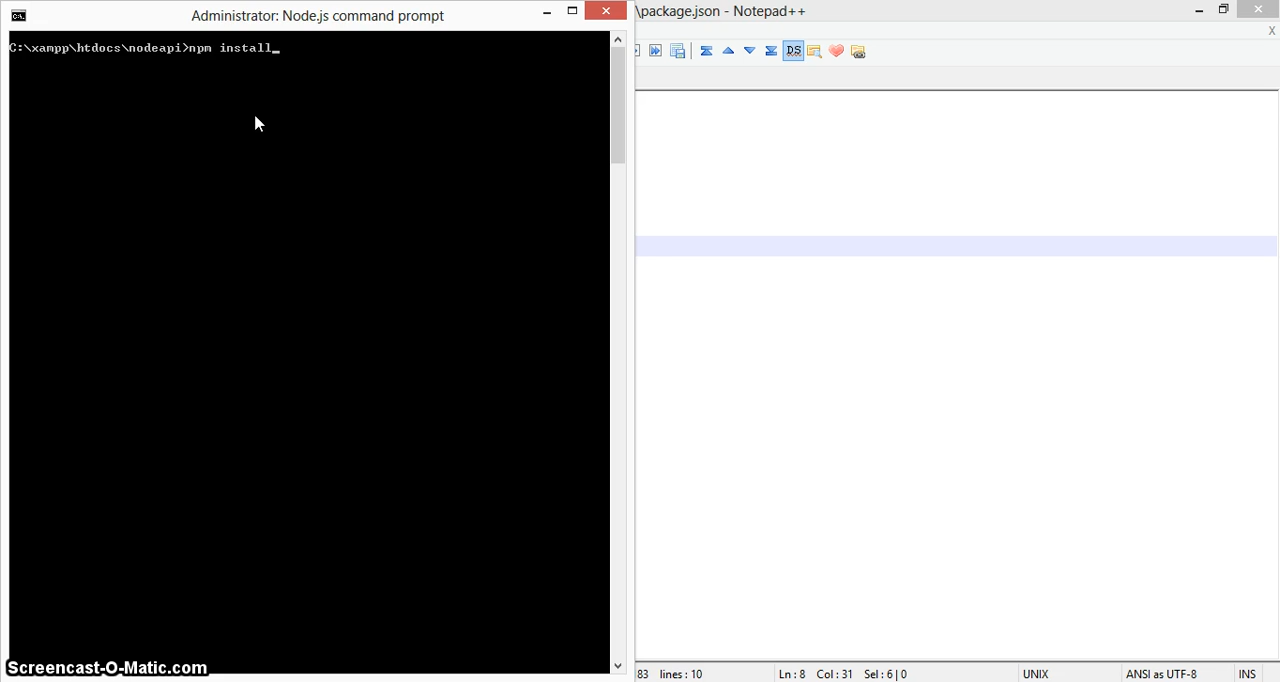 Administrator: Node.js command prompt
\package.json - Notepad++
X
DS
C:\xampp\htdocs\nodeapi>npm install_
Screencast-O-Matic.com
83 lines : 10 Ln : 8 Col : 31 Sel : 6 | 0 UNIX ANSI as UTF-8 INS